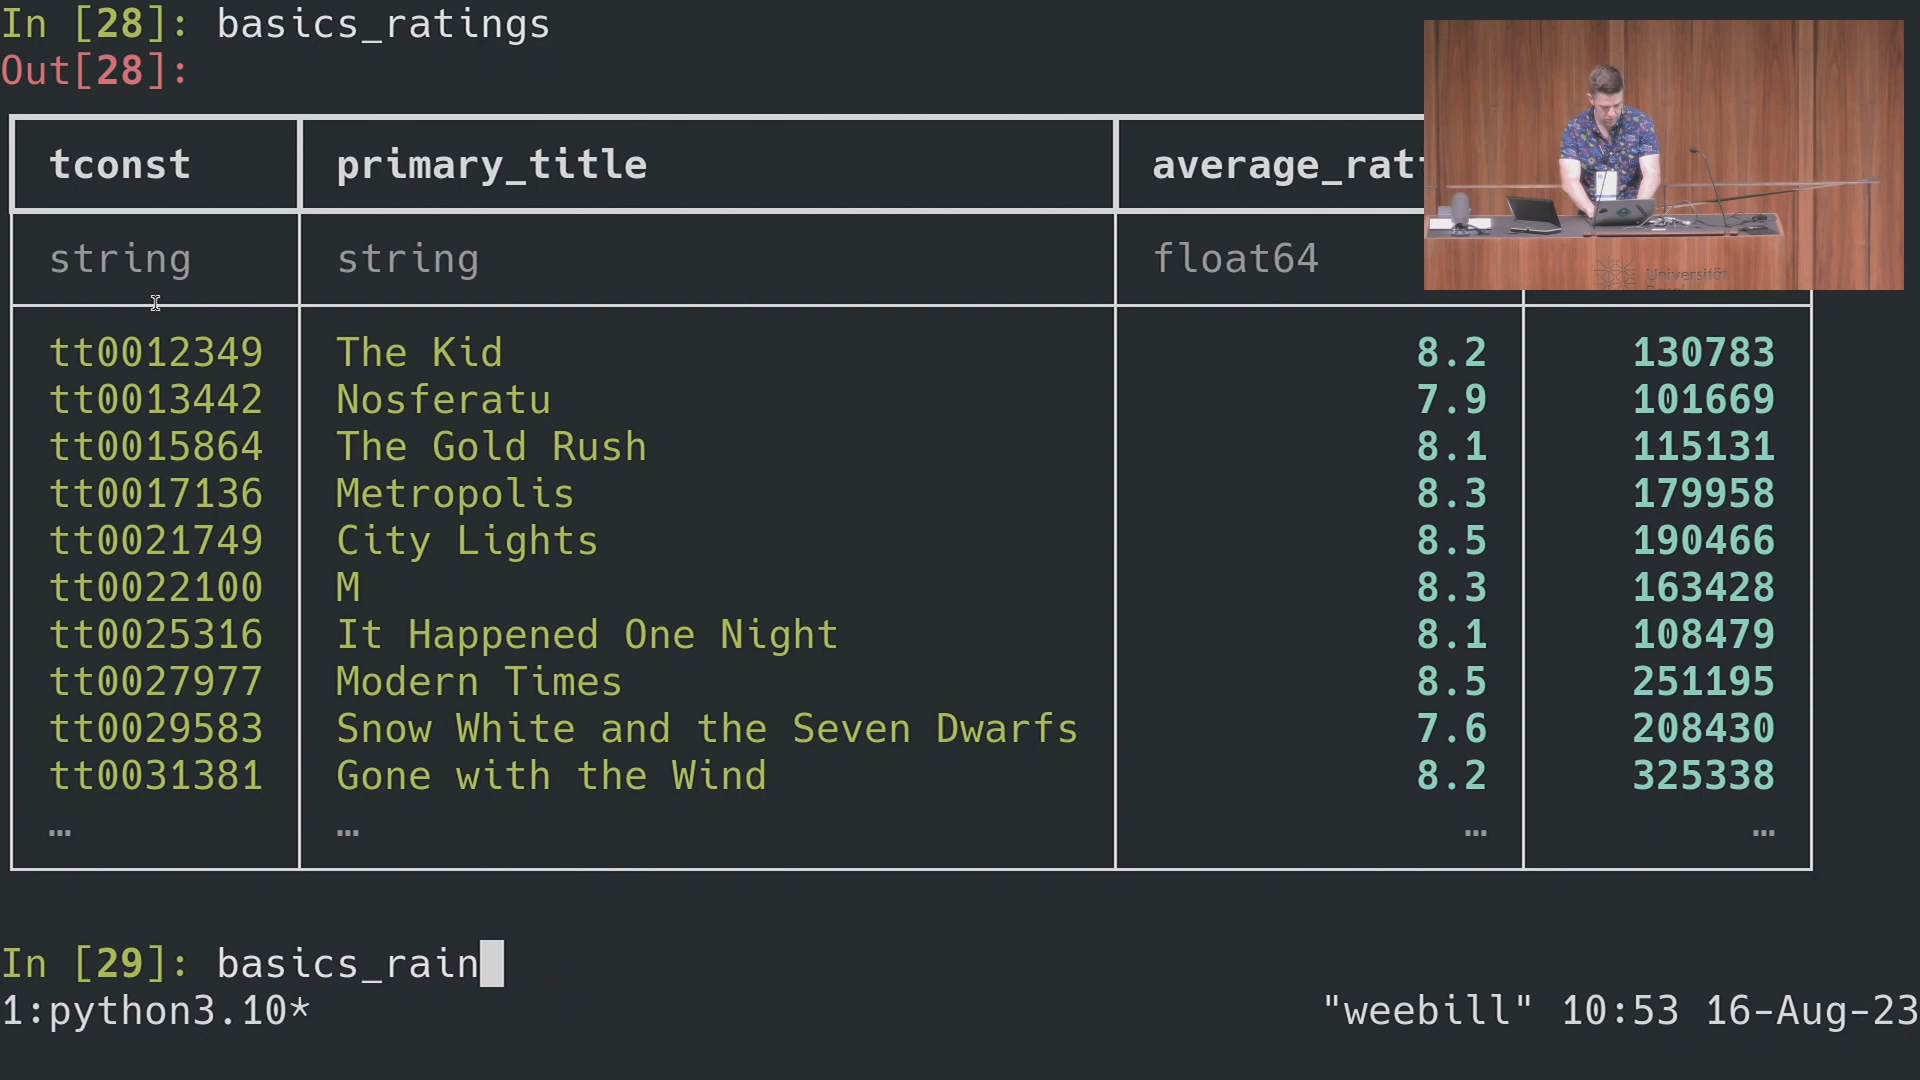 In [28]: basics_ratings
Out[28]:
tconst primary_title average_rat
string string float64
tt0012349 The Kid 8.2 130783
tt0013442 Nosferatu 7.9 101669
tt0015864 The Gold Rush 8.1 115131
tt0017136 Metropolis 8.3 179958
tt0021749 City Lights 8.5 190466
tt0022100 M 8.3 163428
tt0025316 It Happened One Night 8.1 108479
tt0027977 Modern Times 8.5 251195
tt0029583 Snow White and the Seven Dwarfs 7.6 208430
tt0031381 Gone with the Wind 8.2 325338
… … … …
In [29]: basics_rain
1:python3.10* "weebill" 10:53 16-Aug-23
Universität